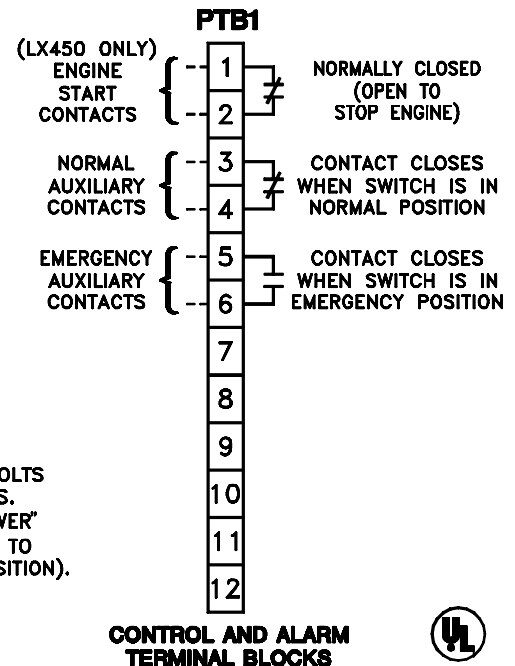 PTB1
(LX450 ONLY)
ENGINE
START
CONTACTS
1
2
NORMALLY CLOSED
(OPEN TO
STOP ENGINE)
NORMAL
AUXILIARY
CONTACTS
3
4
CONTACT CLOSES
WHEN SWITCH IS IN
NORMAL POSITION
EMERGENCY
AUXILIARY
CONTACTS
5
6
CONTACT CLOSES
WHEN SWITCH IS IN
EMERGENCY POSITION
7
8
9
10
11
12
OLTS
S.
WER"
TO
SITION).
CONTROL AND ALARM
TERMINAL BLOCKS
UL